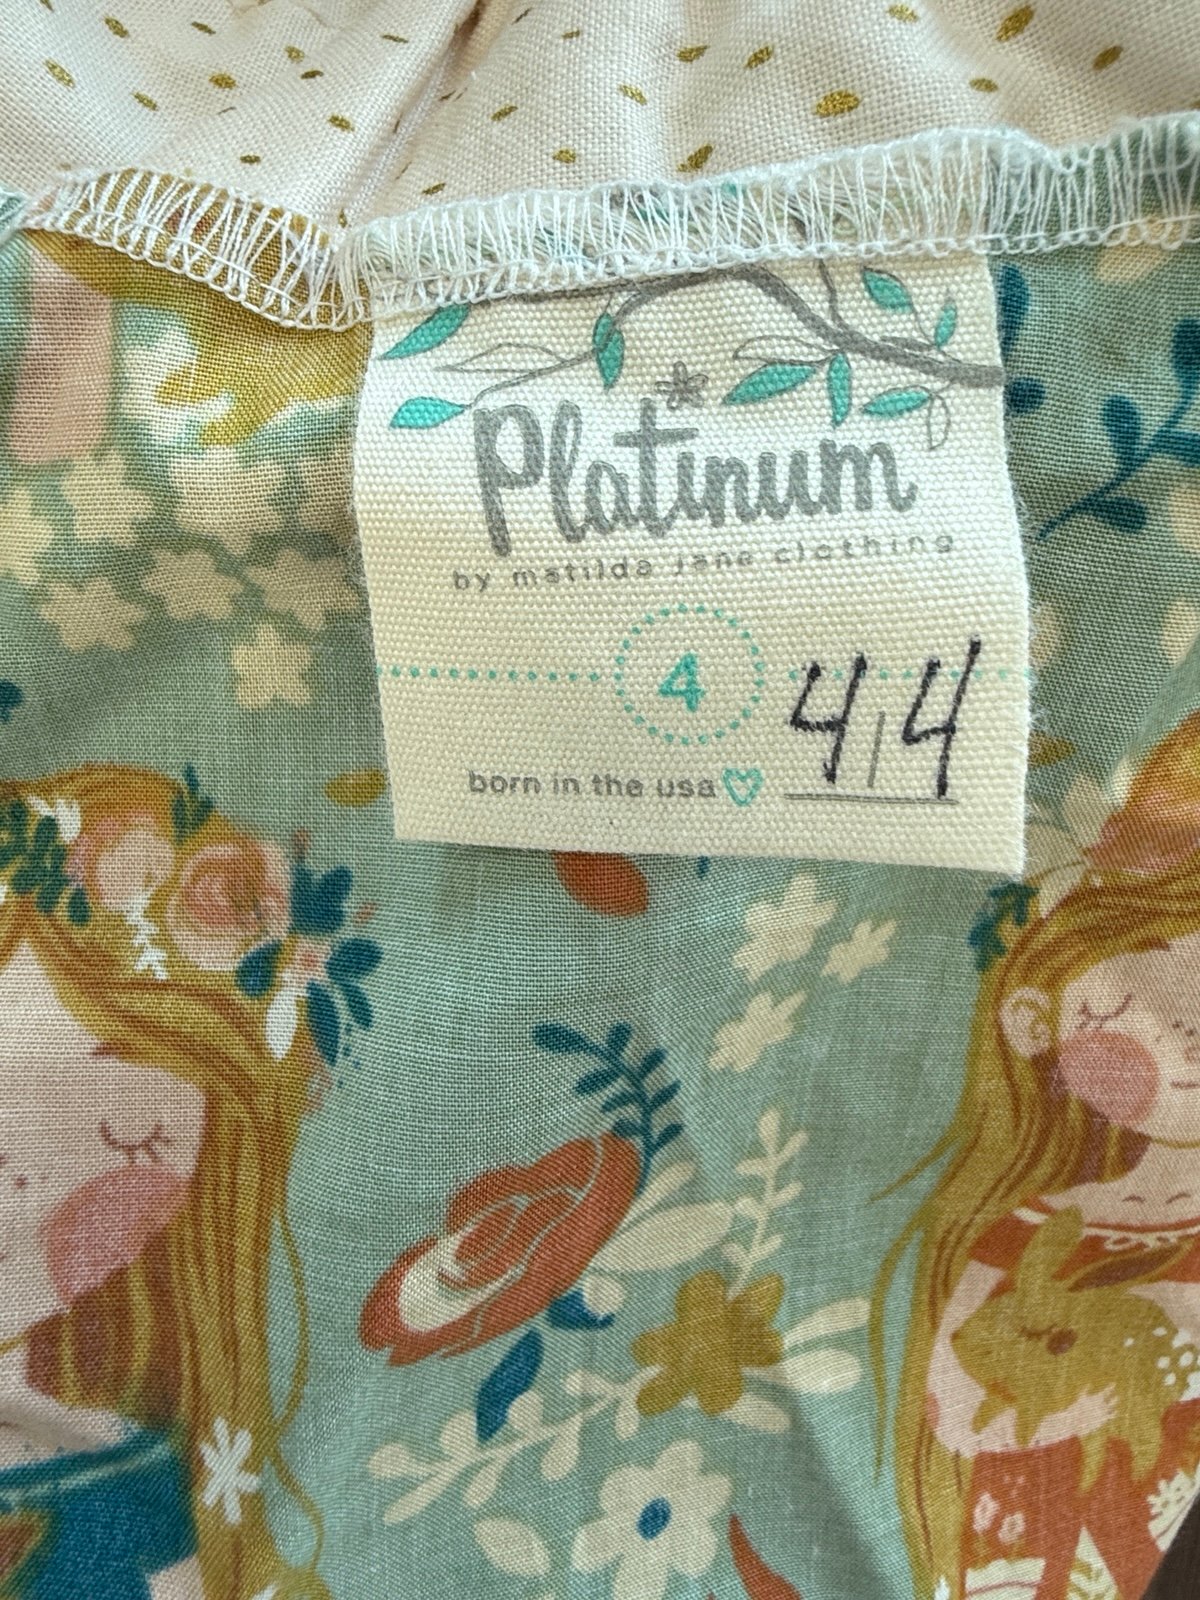 Platinum
by matilda jane clothing
4
4|4
born in the usa